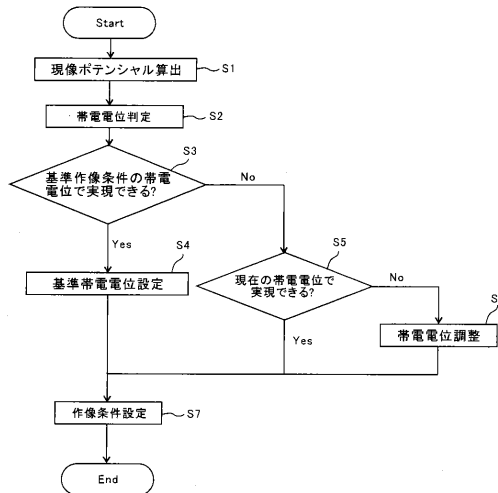 Start
現像ポテンシャル算出
S1
帯電電位判定
S2
S3
基準作像条件の帯電
電位で実現できる?
No
Yes
S4
基準帯電電位設定
S5
現在の帯電電位で
実現できる?
No
Yes
S
帯電電位調整
作像条件設定
S7
End